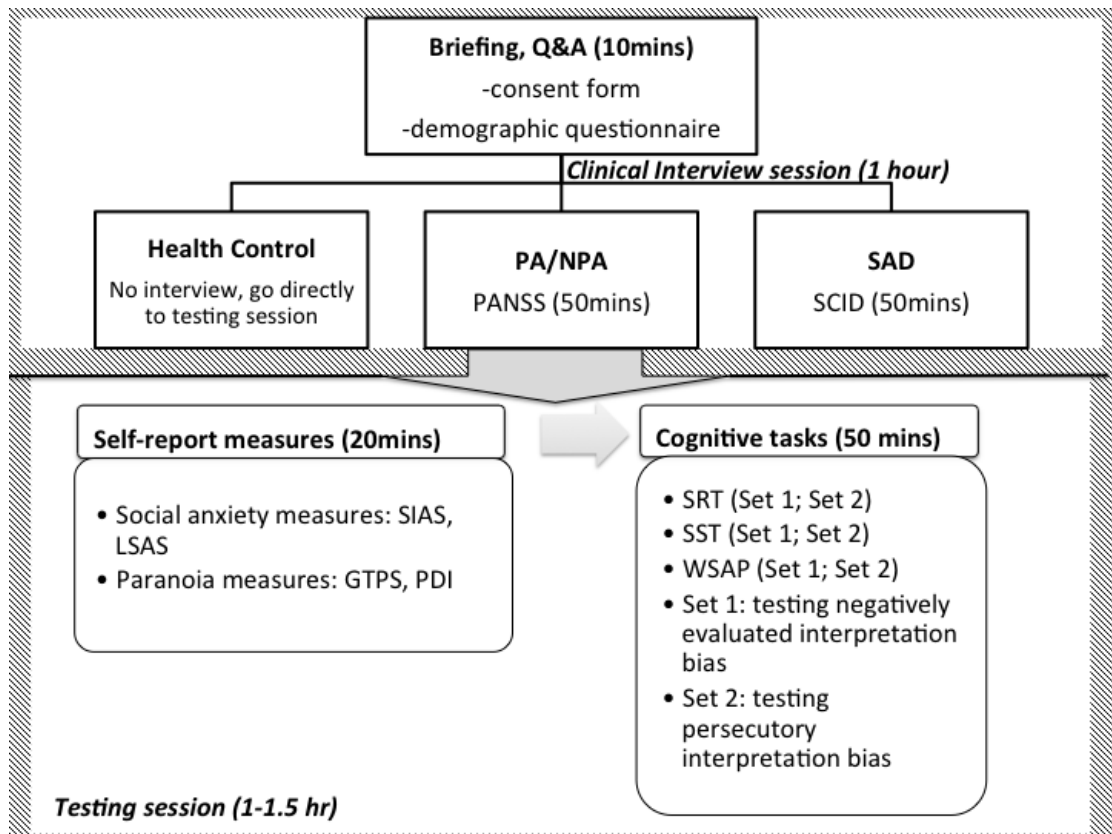 Briefing, Q&A (10mins)
-consent form
-demographic questionnaire
Clinical Interview session (1 hour)
Health Control
No interview, go directly
to testing session
PA/NPA
PANSS (50mins)
SAD
SCID (50mins)
Self-report measures (20mins)
• Social anxiety measures: SIAS,
LSAS
• Paranoia measures: GTPS, PDI
Cognitive tasks (50 mins)
• SRT (Set 1; Set 2)
• SST (Set 1; Set 2)
• WSAP (Set 1; Set 2)
• Set 1: testing negatively
evaluated interpretation
bias
• Set 2: testing
persecutory
interpretation bias
Testing session (1-1.5 hr)